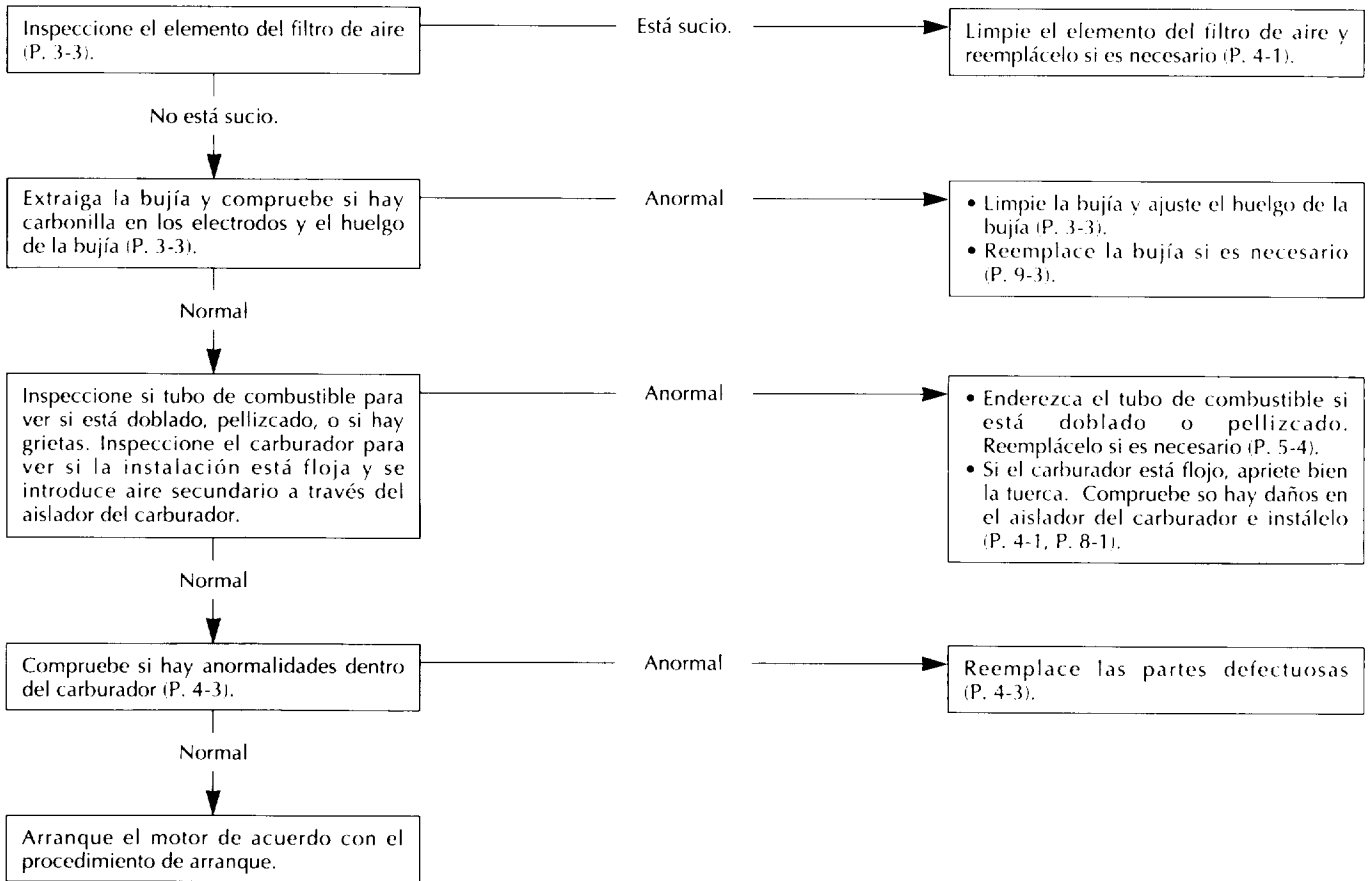 Inspeccione el elemento del filtro de aire
(P. 3-3).
Está sucio.
Limpie el elemento del filtro de aire y
reemplácelo si es necesario (P. 4-1).
No está sucio.
Extraiga la bujía y compruebe si hay
carbonilla en los electrodos y el huelgo
de la bujía (P. 3-3).
Anormal
• Limpie la bujía y ajuste el huelgo de la
bujía (P. 3-3).
• Reemplace la bujía si es necesario
(P. 9-3).
Normal
Inspeccione si tubo de combustible para
ver si está doblado, pellizcado, o si hay
grietas. Inspeccione el carburador para
ver si la instalación está floja y se
introduce aire secundario a través del
aislador del carburador.
Anormal
• Enderezca el tubo de combustible si
está doblado o pellizcado.
Reemplácelo si es necesario (P. 5-4).
• Si el carburador está flojo, apriete bien
la tuerca. Compruebe so hay daños en
el aislador del carburador e instálelo
(P. 4-1, P. 8-1).
Normal
Compruebe si hay anormalidades dentro
del carburador (P. 4-3).
Anormal
Reemplace las partes defectuosas
(P. 4-3).
Normal
Arranque el motor de acuerdo con el
procedimiento de arranque.